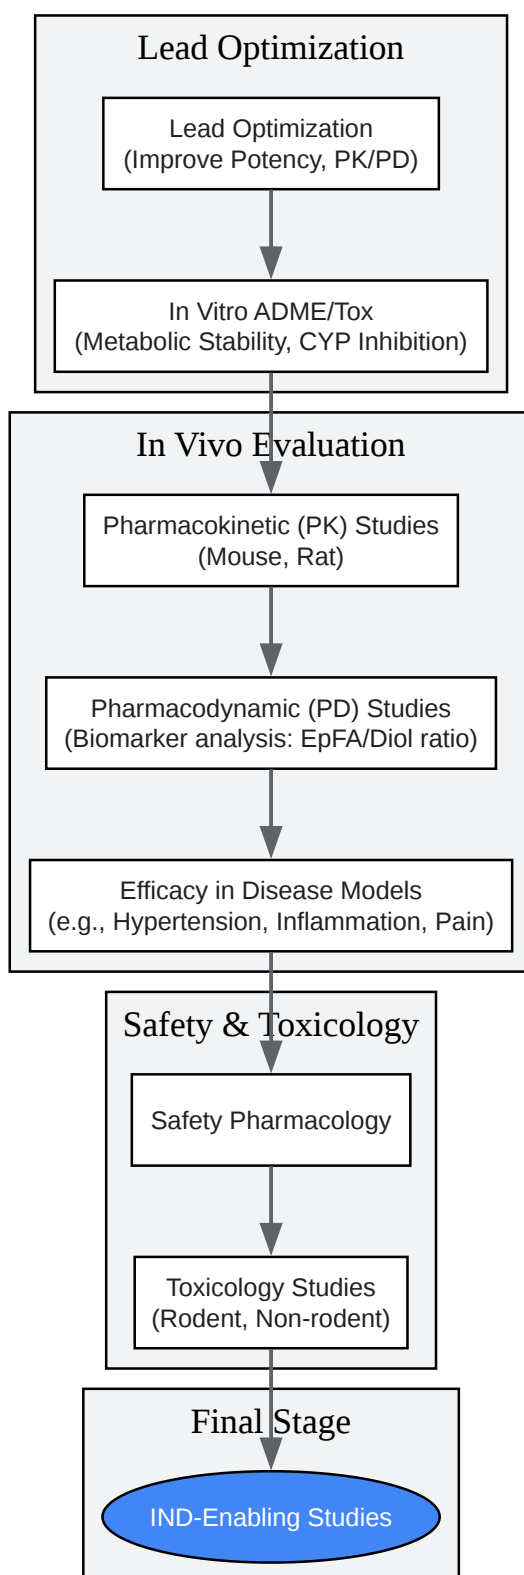 Lead Optimization
Lead Optimization
(Improve Potency, PK/PD)
In Vitro ADME/Tox
(Metabolic Stability, CYP Inhibition)
In Vivo Evaluation
Pharmacokinetic (PK) Studies
(Mouse, Rat)
Pharmacodynamic (PD) Studies
(Biomarker analysis: EpFA/Diol ratio)
Efficacy in Disease Models
(e.g., Hypertension, Inflammation, Pain)
Safety & Toxicology
Safety Pharmacology
Toxicology Studies
(Rodent, Non-rodent)
Final Stage
IND-Enabling Studies